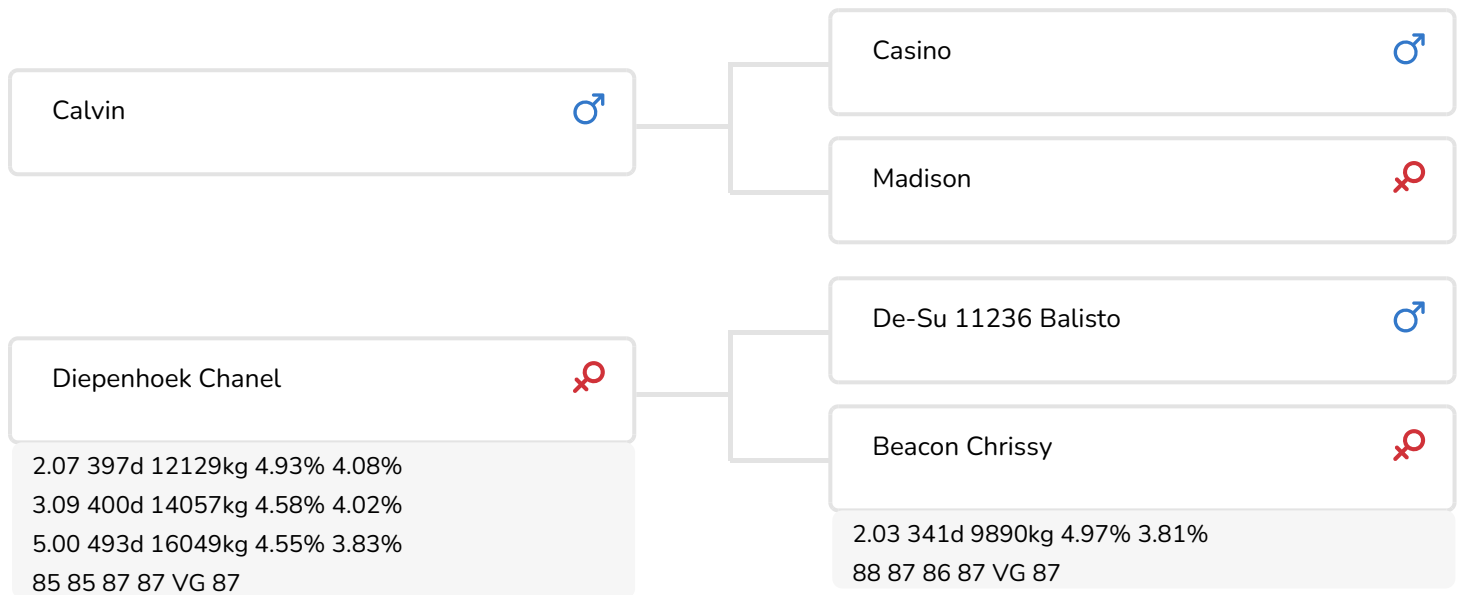 Calvin
Casino
Madison
Diepenhoek Chanel
2.07 397d 12129kg 4.93% 4.08%
3.09 400d 14057kg 4.58% 4.02%
5.00 493d 16049kg 4.55% 3.83%
85 85 87 87 VG 87
De-Su 11236 Balisto
Beacon Chrissy
2.03 341d 9890kg 4.97% 3.81%
88 87 86 87 VG 87